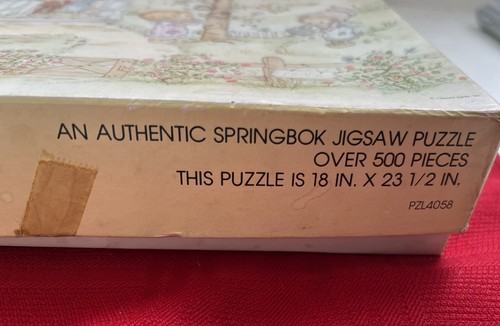 AN AUTHENTIC SPRINGBOK JIGSAW PUZZLE
OVER 500 PIECES
THIS PUZZLE IS 18 IN. X 23 1/2 IN.
PZL4058